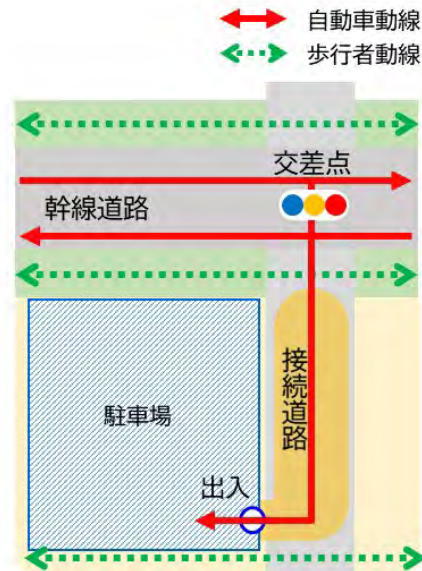 自動車動線
歩行者動線
交差点
幹線道路
接続道路
駐車場
出入